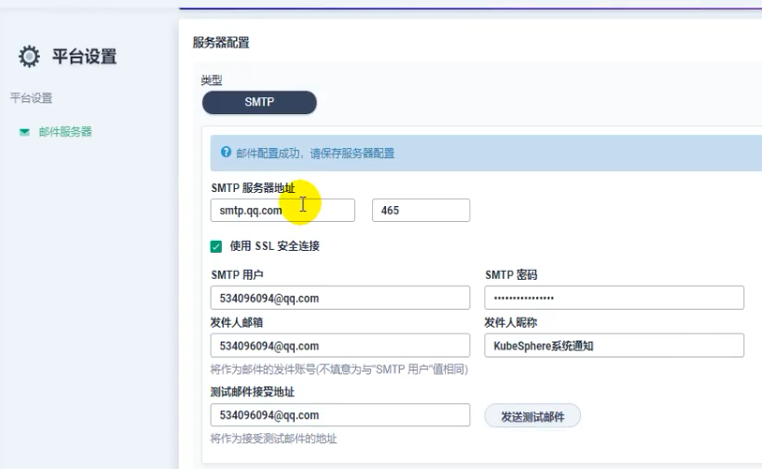 平台设置
平台设置
邮件服务器
服务器配置
类型
SMTP
邮件配置成功，请保存服务器配置
SMTP 服务器地址
smtp.qq.com 465
使用 SSL 安全连接
SMTP 用户 SMTP 密码
534096094@qq.com ••••••••••••••••
发件人邮箱 发件人昵称
534096094@qq.com KubeSphere系统通知
将作为邮件的发件账号(不填意为与"SMTP 用户"值相同)
测试邮件接受地址
534096094@qq.com 发送测试邮件
将作为接受测试邮件的地址